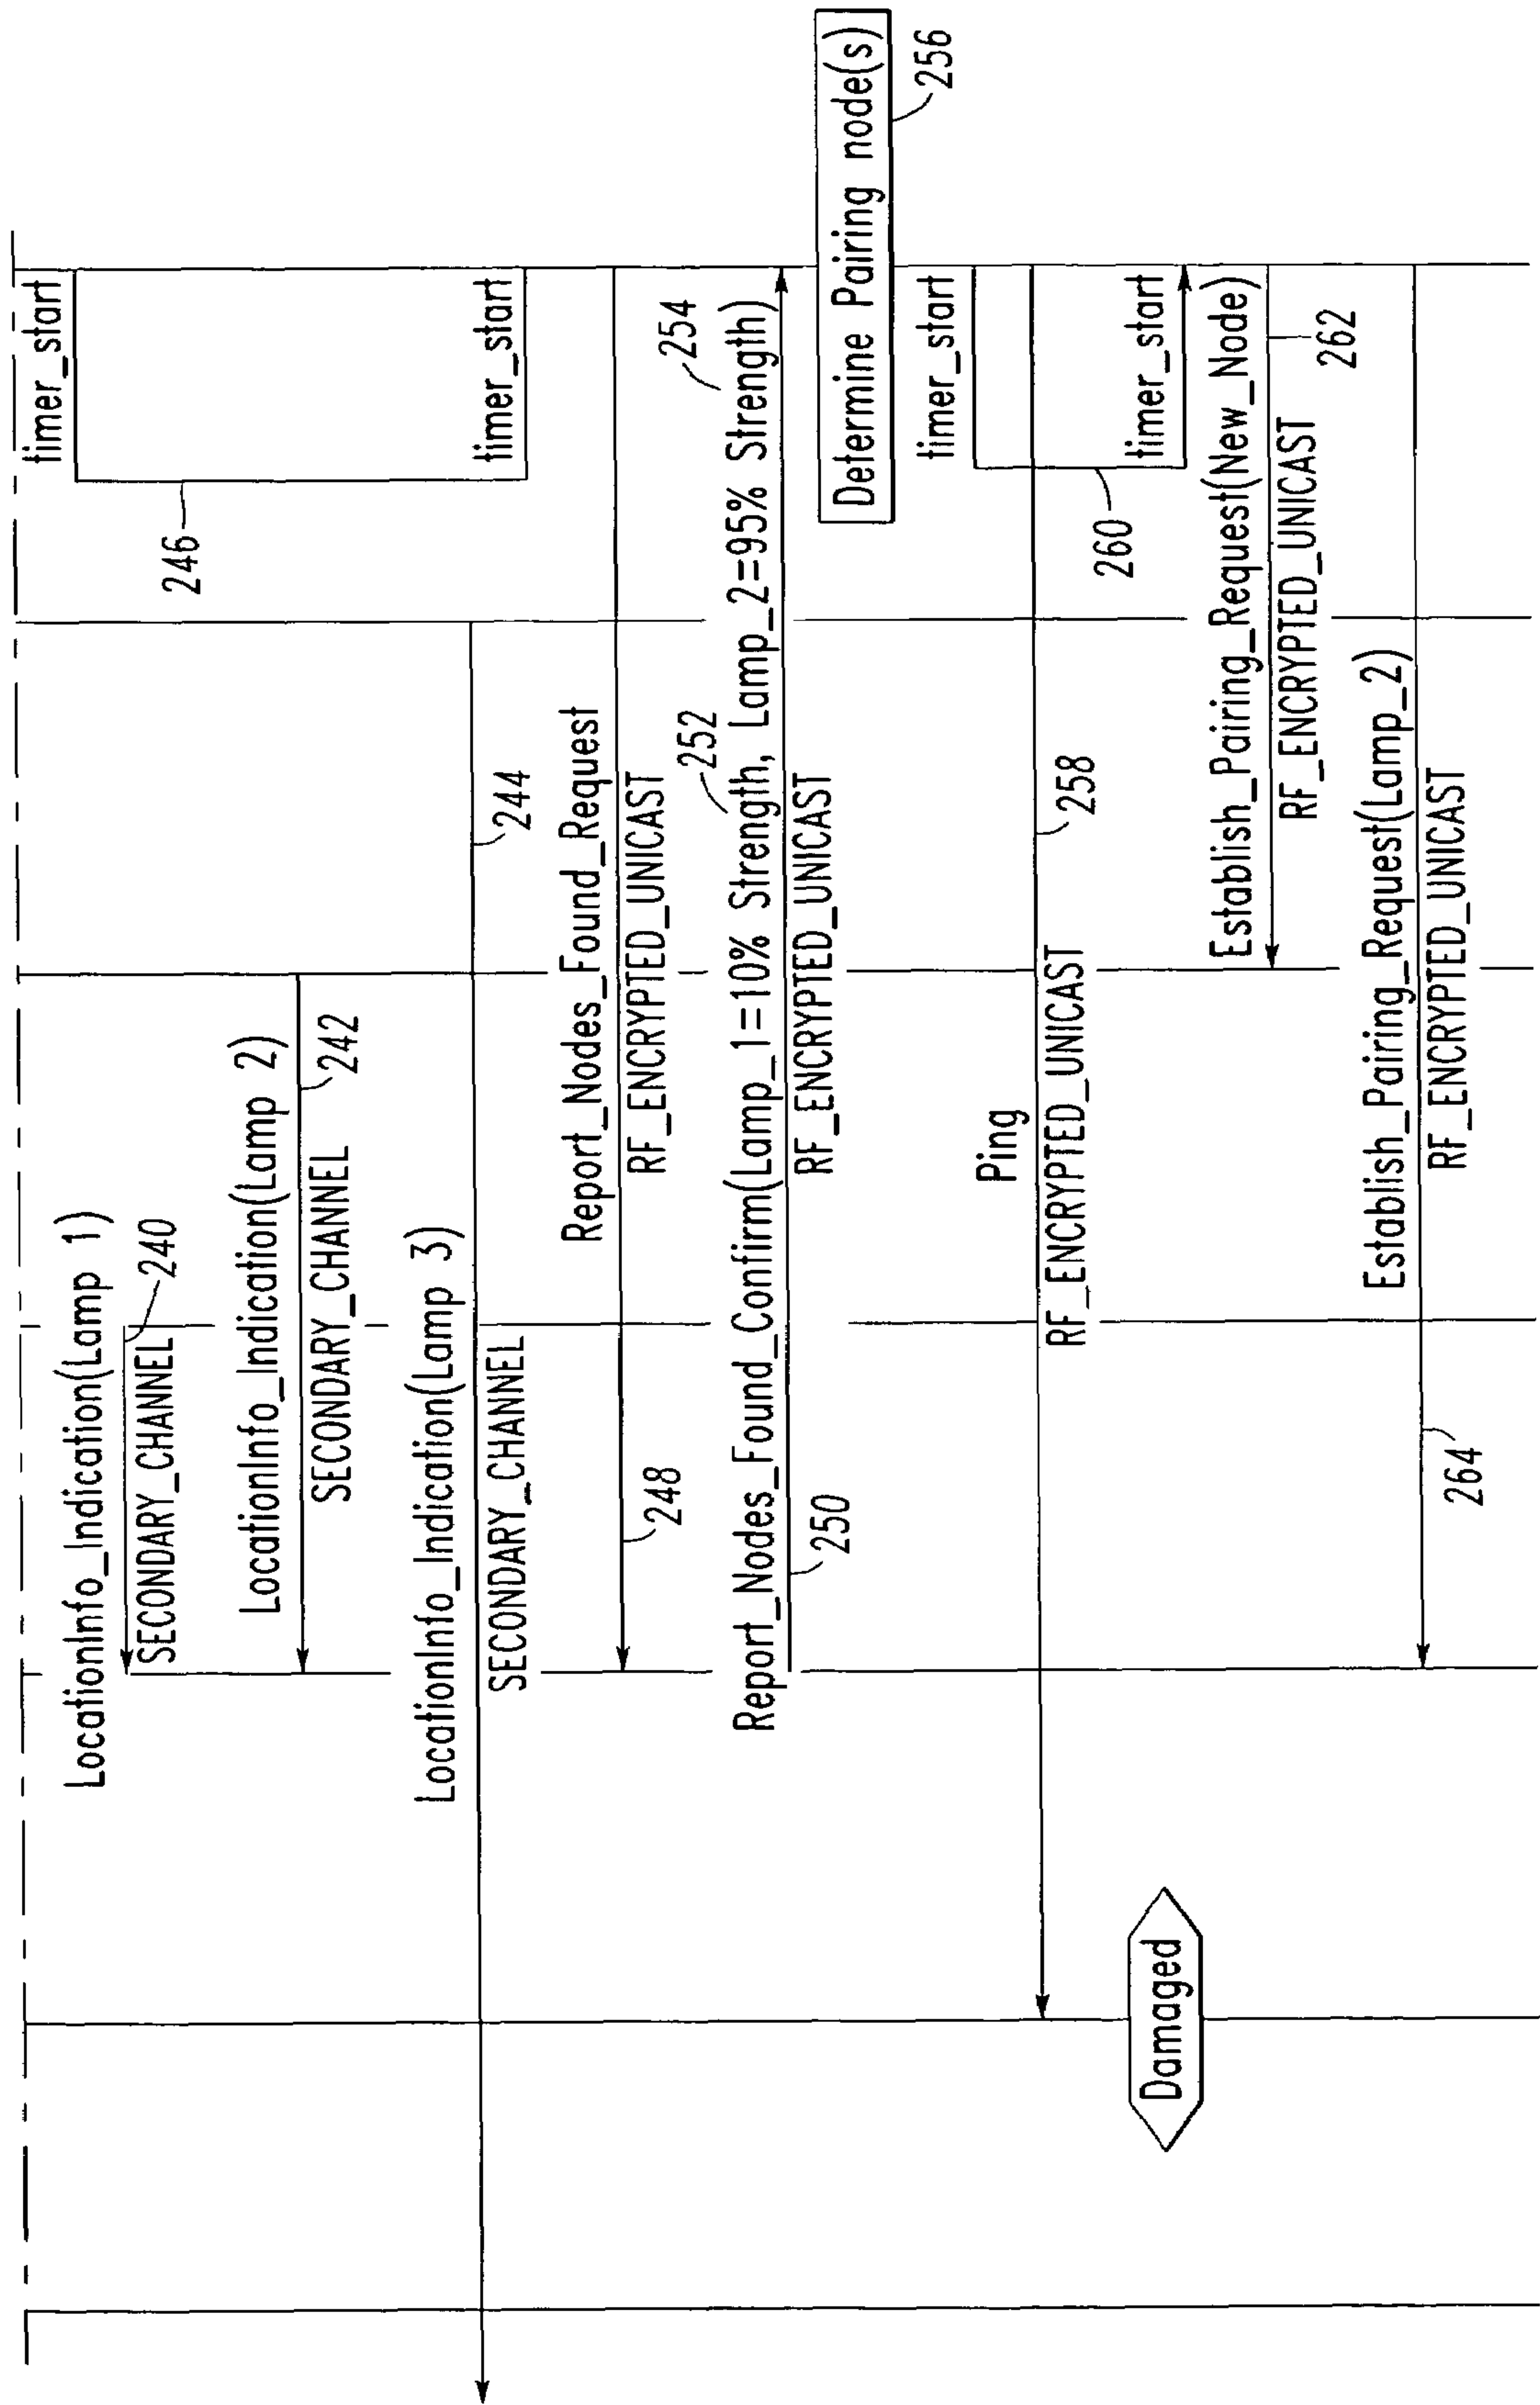 timer_start
246
timer_start
LocationInfo_Indication(Lamp 1)
240
SECONDARY_CHANNEL
LocationInfo_Indication(Lamp 2)
242
SECONDARY_CHANNEL
LocationInfo_Indication(Lamp 3)
244
SECONDARY_CHANNEL
Report_Nodes_Found_Request
RF_ENCRYPTED_UNICAST
248
252
254
Report_Nodes_Found_Confirm(Lamp_1=10% Strength, Lamp_2=95% Strength)
RF_ENCRYPTED_UNICAST
250
Determine Pairing node(s)
256
timer_start
Ping
RF_ENCRYPTED_UNICAST
258
260
timer_start
Damaged
Establish_Pairing_Request(New_Node)
262
RF_ENCRYPTED_UNICAST
Establish_Pairing_Request(Lamp_2)
RF_ENCRYPTED_UNICAST
264